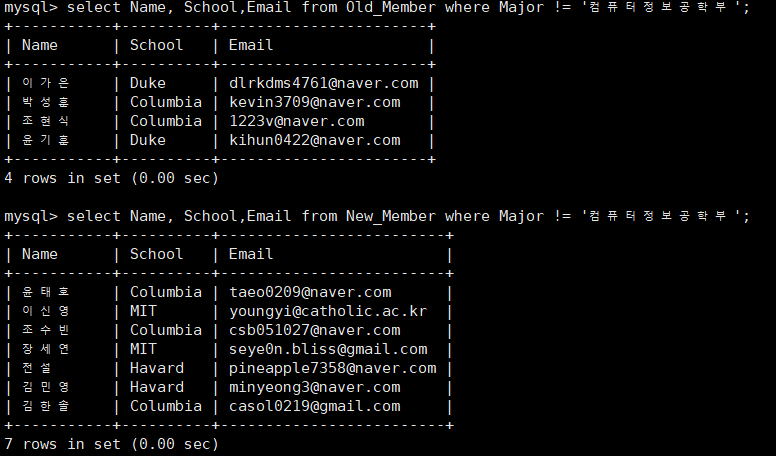 mysql> select Name, School,Email from Old_Member where Major != '컴퓨터정보공학부';
+-----------+----------+-----------------------+
| Name      | School   | Email                 |
+-----------+----------+-----------------------+
| 이가은 | Duke     | dlrkdms4761@naver.com |
| 박성훈 | Columbia | kevin3709@naver.com   |
| 조현식 | Columbia | 1223v@naver.com       |
| 윤기훈 | Duke     | kihun0422@naver.com   |
+-----------+----------+-----------------------+
4 rows in set (0.00 sec)
mysql> select Name, School,Email from New_Member where Major != '컴퓨터정보공학부';
+-----------+----------+-------------------------+
| Name      | School   | Email                   |
+-----------+----------+-------------------------+
| 윤태호 | Columbia | taeo0209@naver.com      |
| 이신영 | MIT      | youngyi@catholic.ac.kr  |
| 조수빈 | Columbia | csb051027@naver.com     |
| 장세연 | MIT      | seye0n.bliss@gmail.com  |
| 전설 | Havard   | pineapple7358@naver.com |
| 김민영 | Havard   | minyeong3@naver.com     |
| 김한솔 | Columbia | casol0219@gmail.com     |
+-----------+----------+-------------------------+
7 rows in set (0.00 sec)